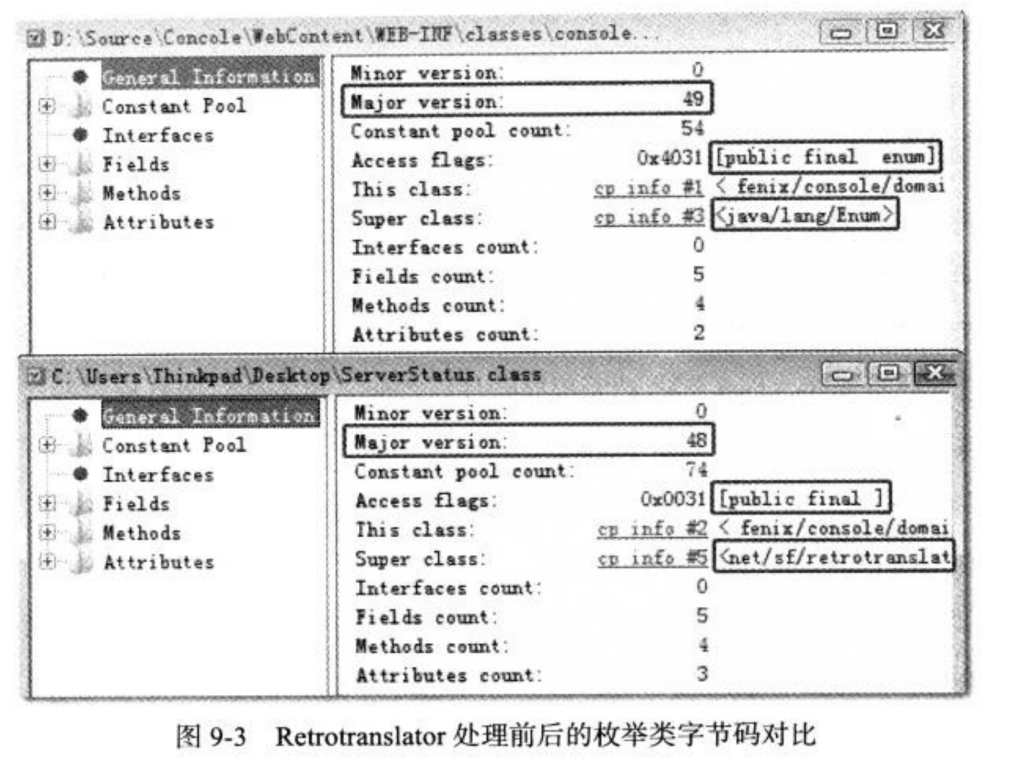 D:\Source\Concole\WebContent\WEB-INF\classes\console...
General Information
Constant Pool
Interfaces
Fields
Methods
Attributes
Minor version: 0
Major version: 49
Constant pool count: 54
Access flags: 0x4031 [public final enum]
This class: cp info #1 < fenix/console/domai
Super class: cp info #3 <java/lang/Enum>
Interfaces count: 0
Fields count: 5
Methods count: 4
Attributes count: 2
C:\Users\Thinkpad\Desktop\ServerStatus.class
General Information
Constant Pool
Interfaces
Fields
Methods
Attributes
Minor version: 0
Major version: 48
Constant pool count: 74
Access flags: 0x0031 [public final ]
This class: cp info #2 < fenix/console/domai
Super class: cp info #5 <net/sf/retrotranslat
Interfaces count: 0
Fields count: 5
Methods count: 4
Attributes count: 3
图 9-3 Retrotranslator 处理前后的枚举类字节码对比